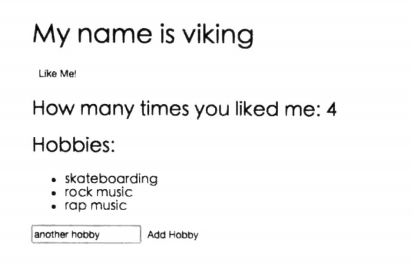 My name is viking
Like Me!
How many times you liked me: 4
Hobbies:
• skateboarding
• rock music
• rap music
another hobby Add Hobby